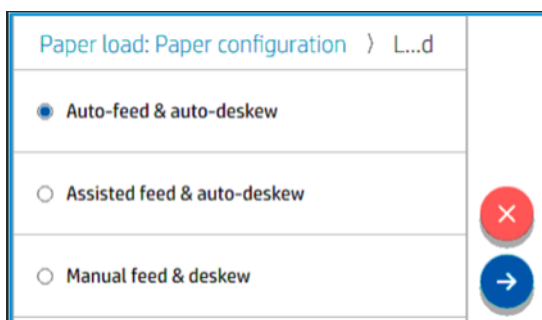 Paper load: Paper configuration 〉 L...d
Auto-feed & auto-deskew
Assisted feed & auto-deskew
Manual feed & deskew